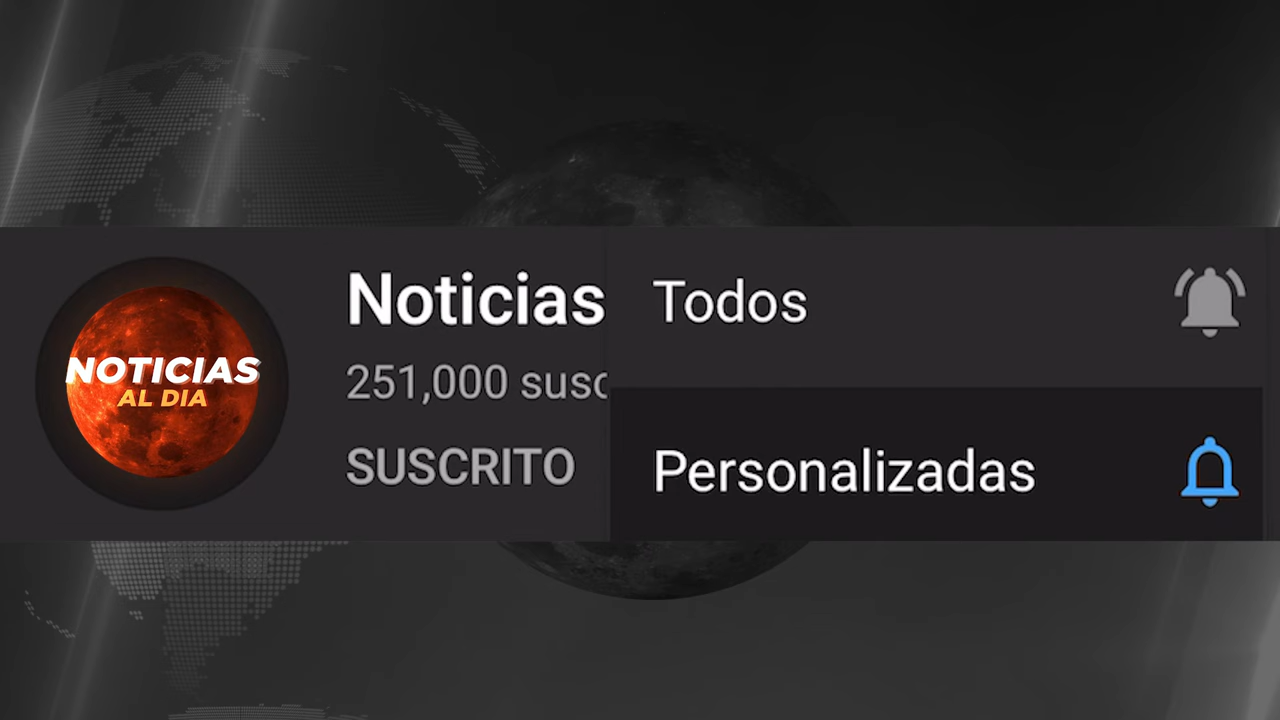 NOTICIAS
AL DIA
Noticias
251,000 susc
SUSCRITO
Todos
Personalizadas